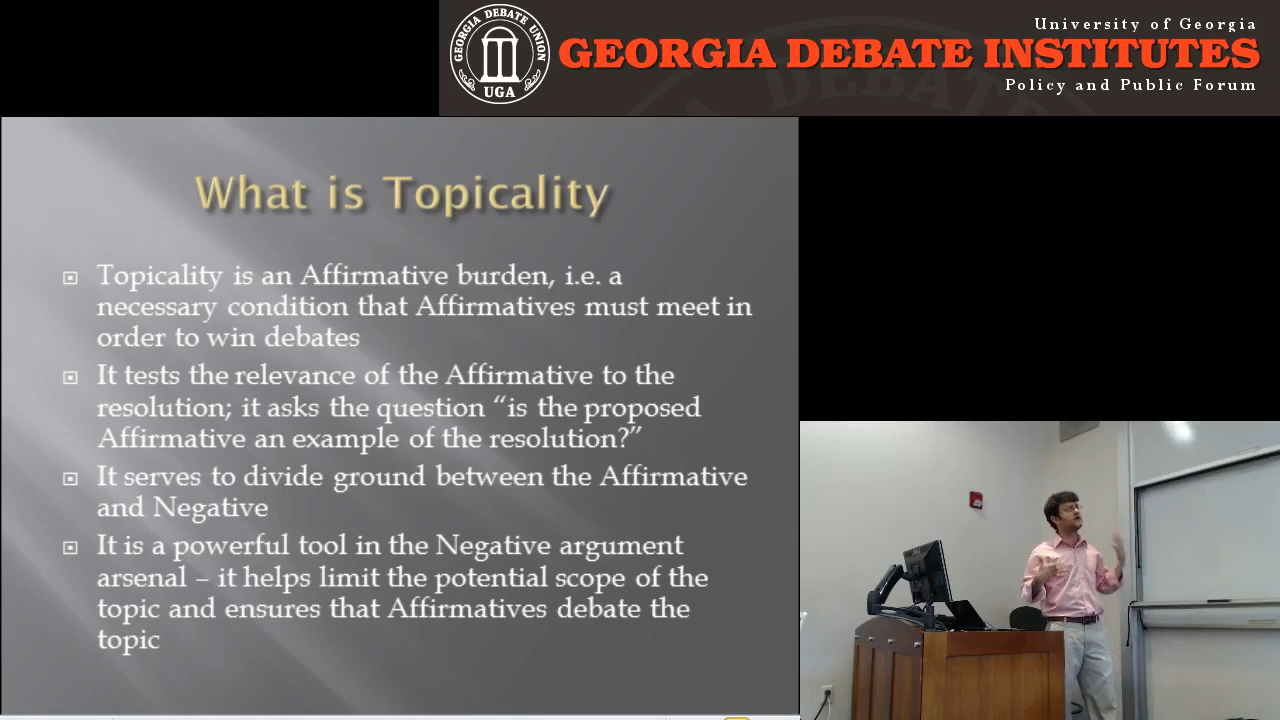 GEORGIA DEBATE UNION
UGA
University of Georgia
GEORGIA DEBATE INSTITUTES
Policy and Public Forum
What is Topicality
Topicality is an Affirmative burden, i.e. a
necessary condition that Affirmatives must meet in
order to win debates
It tests the relevance of the Affirmative to the
resolution; it asks the question “is the proposed
Affirmative an example of the resolution?”
It serves to divide ground between the Affirmative
and Negative
It is a powerful tool in the Negative argument
arsenal – it helps limit the potential scope of the
topic and ensures that Affirmatives debate the
topic